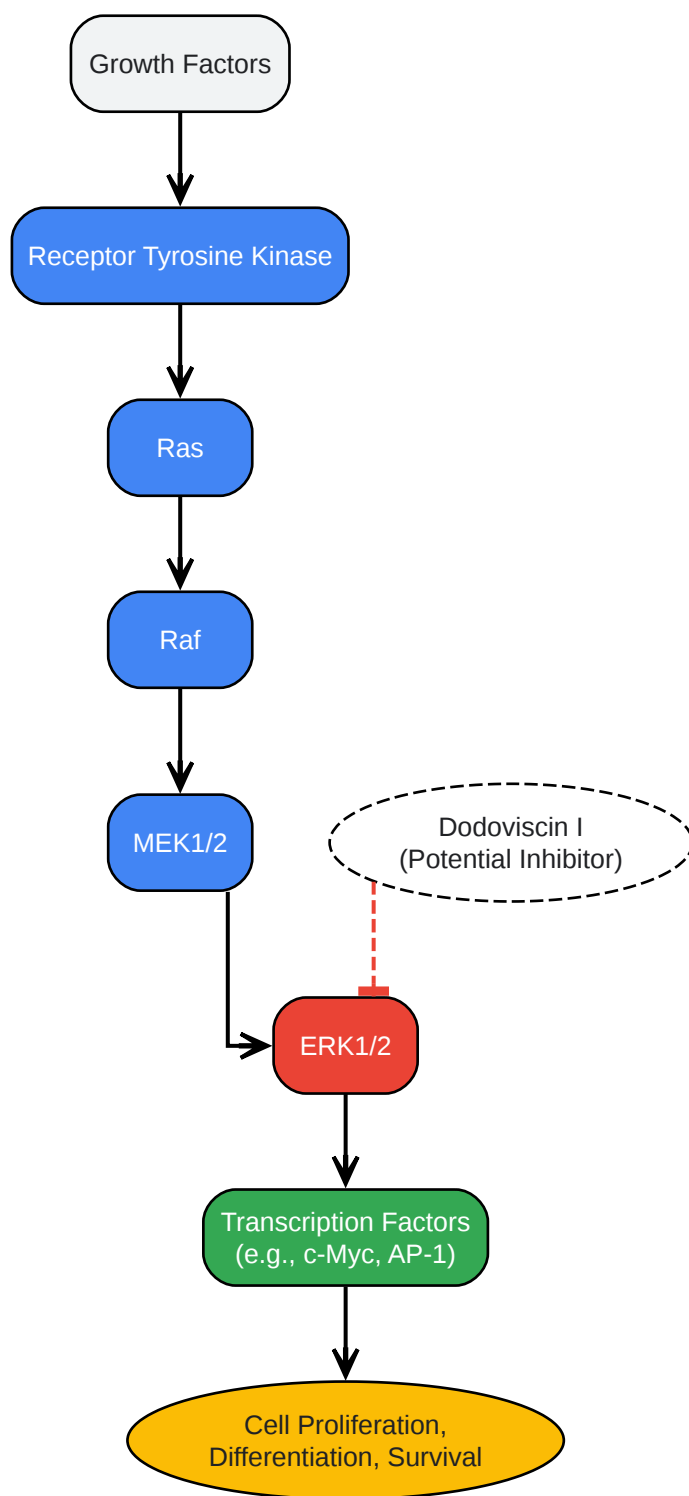 Growth Factors
Receptor Tyrosine Kinase
Ras
Raf
MEK1/2
Dodoviscin I
(Potential Inhibitor)
ERK1/2
Transcription Factors
(e.g., c-Myc, AP-1)
Cell Proliferation,
Differentiation, Survival